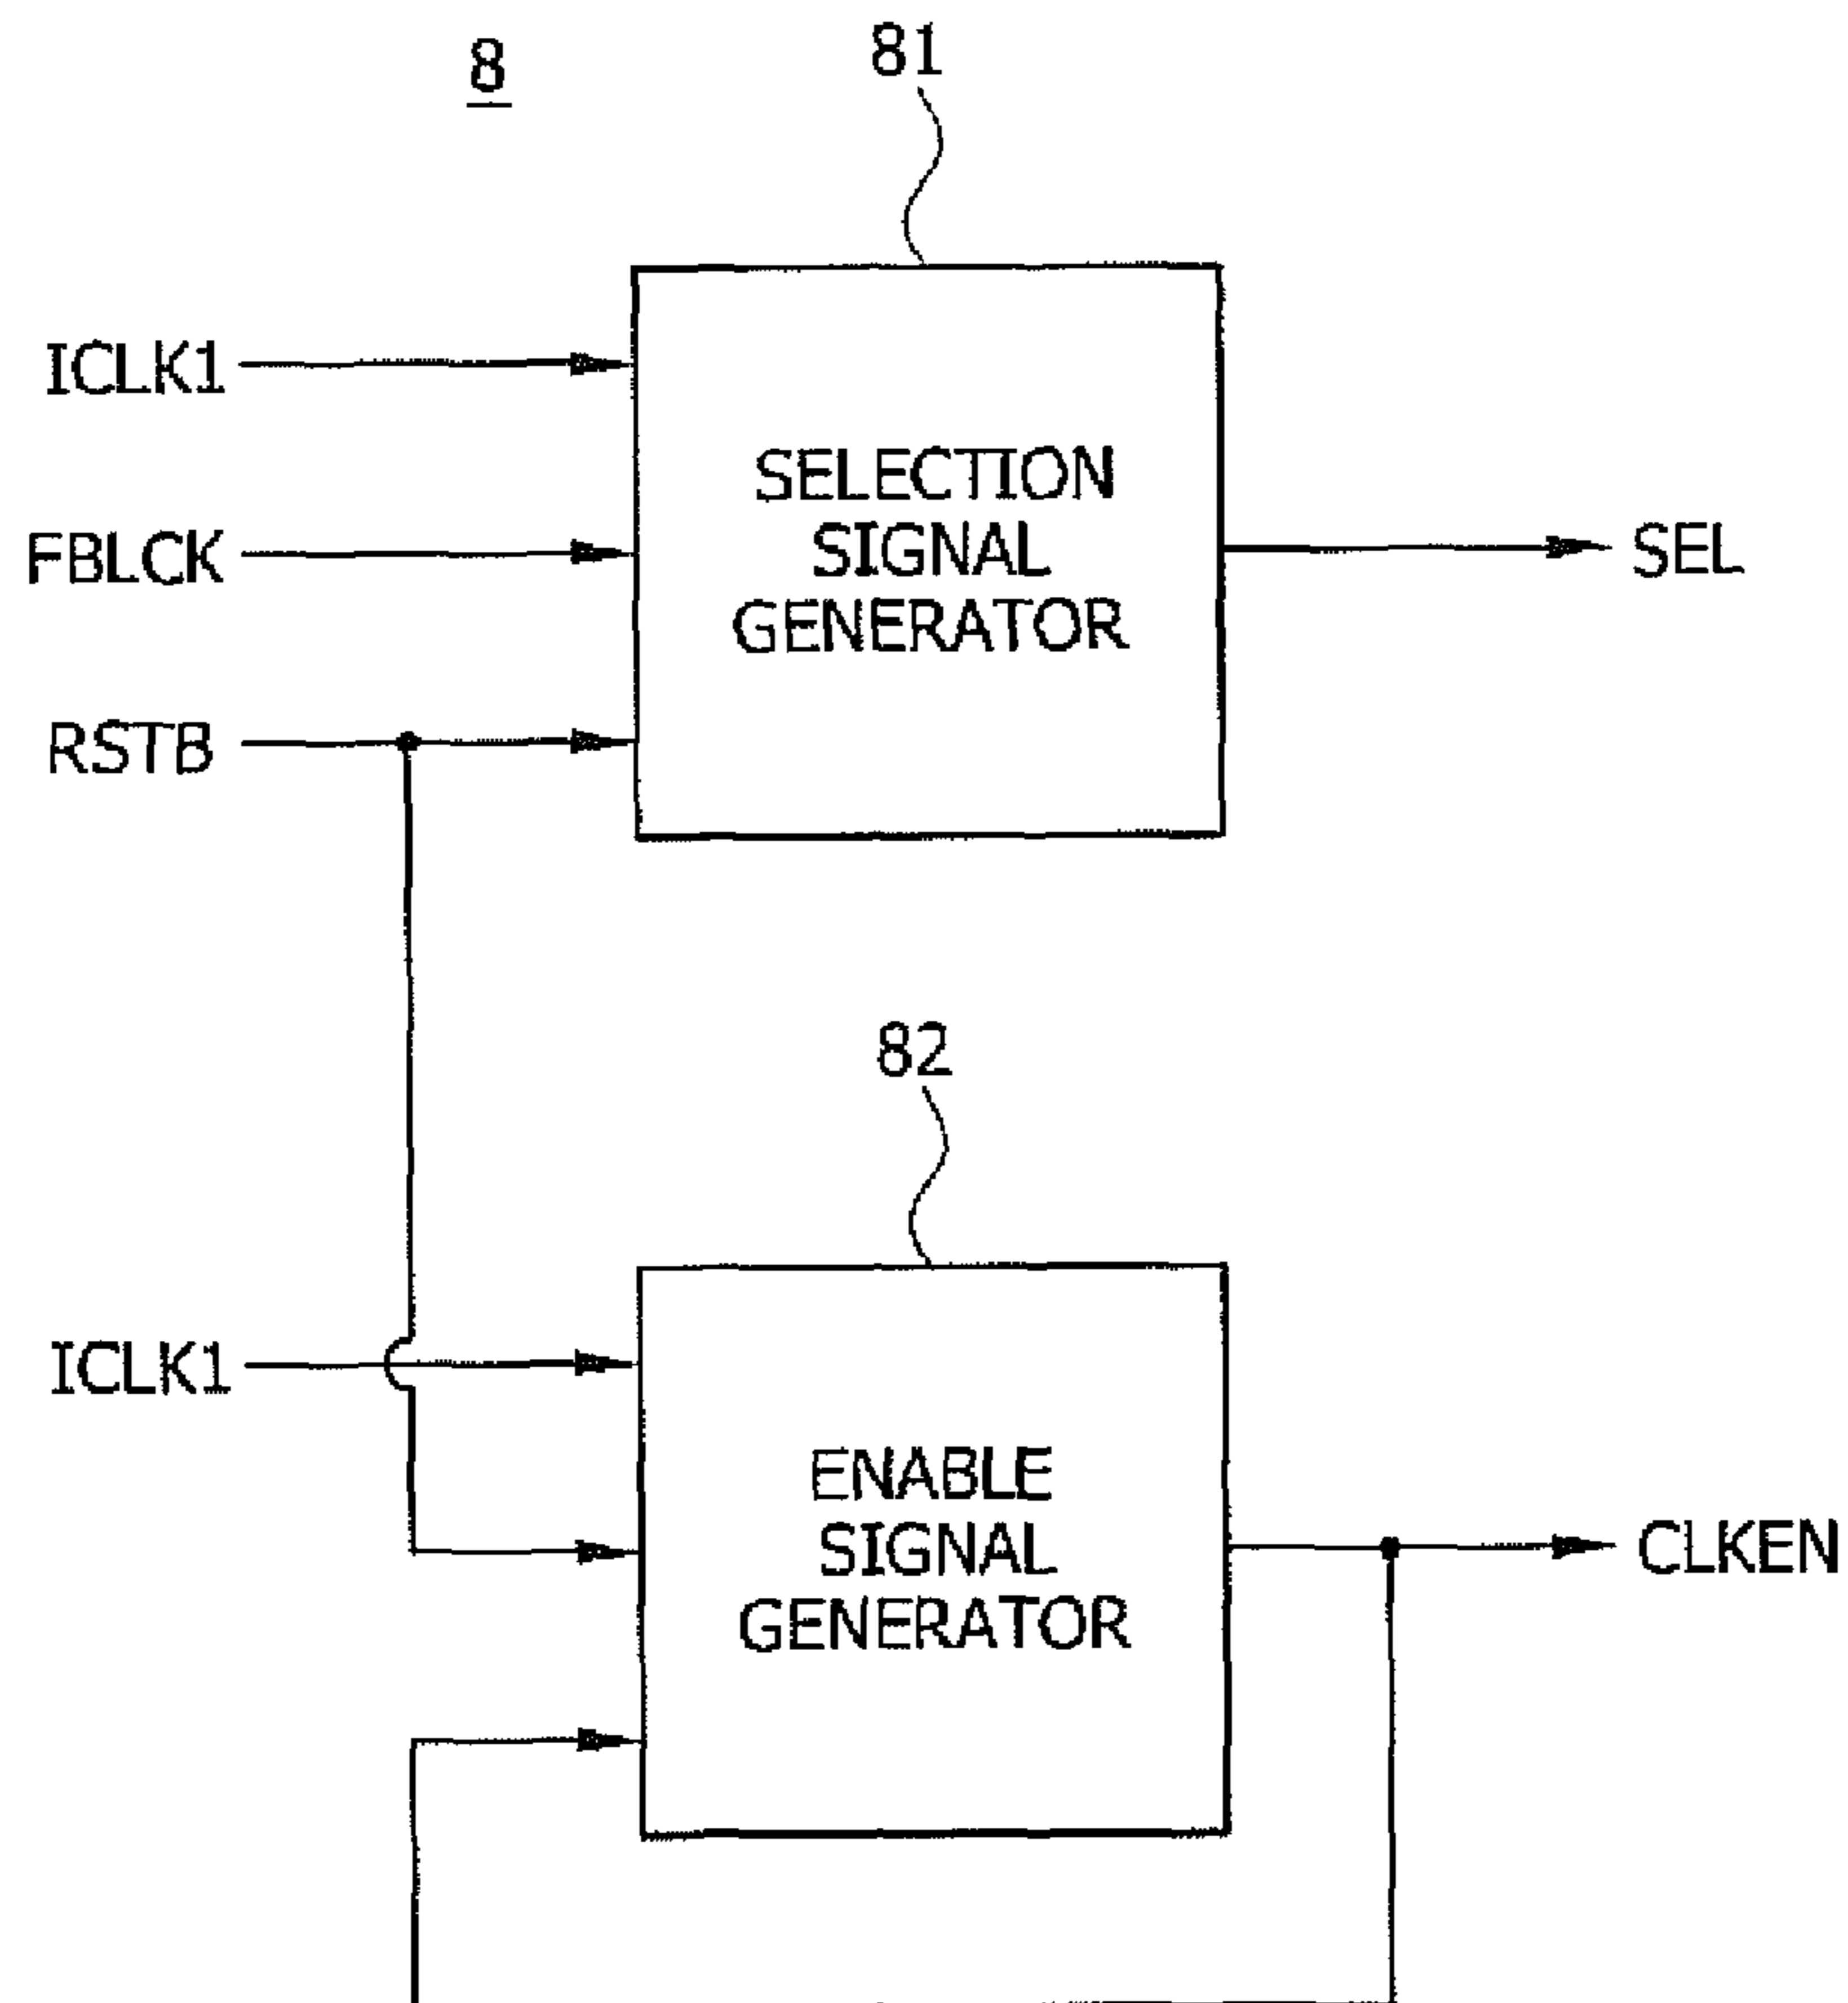 8
81
ICLK1
FBLCK
RSTB
SELECTION
SIGNAL
GENERATOR
SEL
82
ICLK1
ENABLE
SIGNAL
GENERATOR
CLKEN